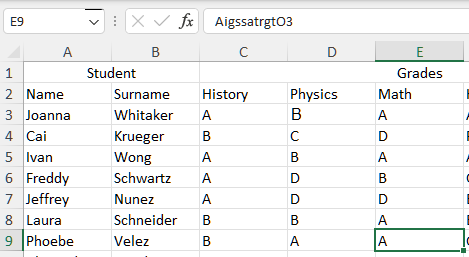 E9 fx AigssatrgtO3
A B C D E
1 Student Grades
2 Name Surname History Physics Math
3 Joanna Whitaker A B A
4 Cai Krueger B C D
5 Ivan Wong A B A
6 Freddy Schwartz A D B
7 Jeffrey Nunez A D D
8 Laura Schneider B B A
9 Phoebe Velez B A A